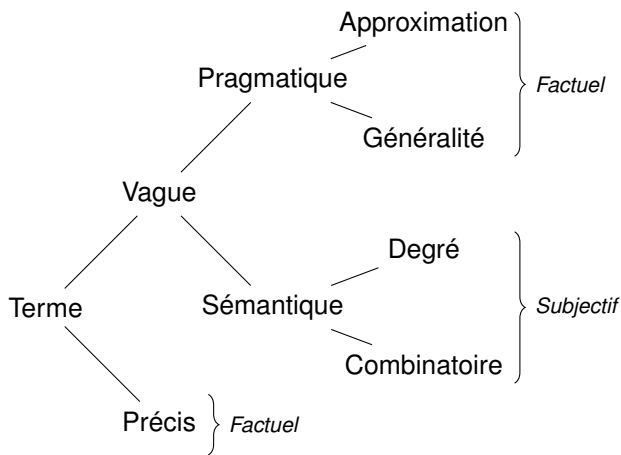 Approximation
Pragmatique
Factuel
Généralité
Vague
Degré
Terme
Sémantique
Subjectif
Combinatoire
Précis
Factuel